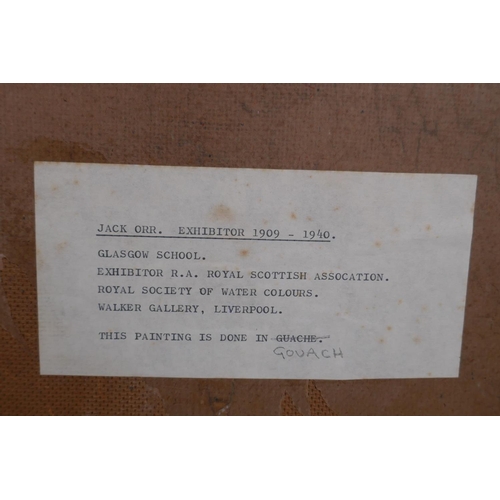 JACK ORR. EXHIBITOR 1909 - 1940.
GLASGOW SCHOOL.
EXHIBITOR R.A. ROYAL SCOTTISH ASSOCATION.
ROYAL SOCIETY OF WATER COLOURS.
WALKER GALLERY, LIVERPOOL.
THIS PAINTING IS DONE IN GUACHE.
GOUACH